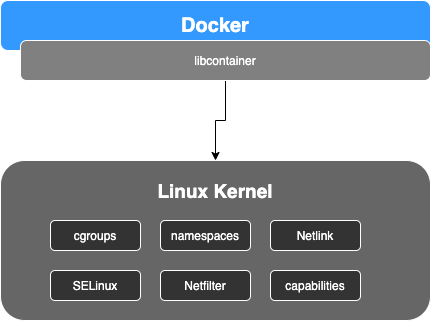 Docker
libcontainer
Linux Kernel
cgroups namespaces Netlink
SELinux Netfilter capabilities